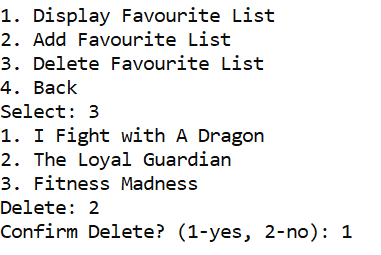 1. Display Favourite List
2. Add Favourite List
3. Delete Favourite List
4. Back
Select: 3
1. I Fight with A Dragon
2. The Loyal Guardian
3. Fitness Madness
Delete: 2
Confirm Delete? (1-yes, 2-no): 1